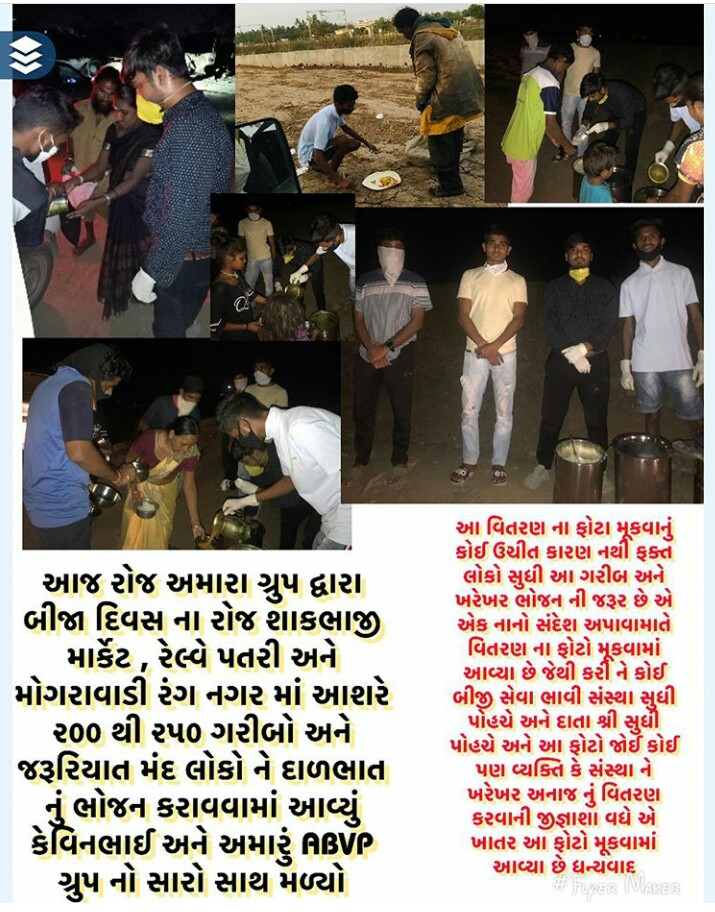 આજ રોજ અમારા ગ્રુપ દ્વારા
બીજા દિવસ ના રોજ શાકભાજી
માર્કેટ , રેલ્વે પતરી અને
મોગરાવાડી રંગ નગર માં આશરે
૨૦૦ થી ૨૫૦ ગરીબો અને
જરૂરિયાત મંદ લોકો ને દાળભાત
નું ભોજન કરાવવામાં આવ્યું
કેવિનભાઈ અને અમારું ABVP
ગ્રુપ નો સારો સાથ મળ્યો
આ વિતરણ ના ફોટા મૂકવાનું
કોઈ ઉચીત કારણ નથી ફક્ત
લોકો સુધી આ ગરીબ અને
ખરેખર ભોજન ની જરૂર છે એ
એક નાનો સંદેશ અપાવામાતે
વિતરણ ના ફોટો મૂકવામાં
આવ્યા છે જેથી કરી ને કોઈ
બીજી સેવા ભાવી સંસ્થા સુધી
પોહચે અને દાતા શ્રી સુધી
પોહચે અને આ ફોટો જોઈ કોઈ
પણ વ્યક્તિ કે સંસ્થા ને
ખરેખર અનાજ નું વિતરણ
કરવાની જીજ્ઞાશા વધે એ
ખાતર આ ફોટો મૂકવામાં
આવ્યા છે ધન્યવાદ
# Flyer Maker